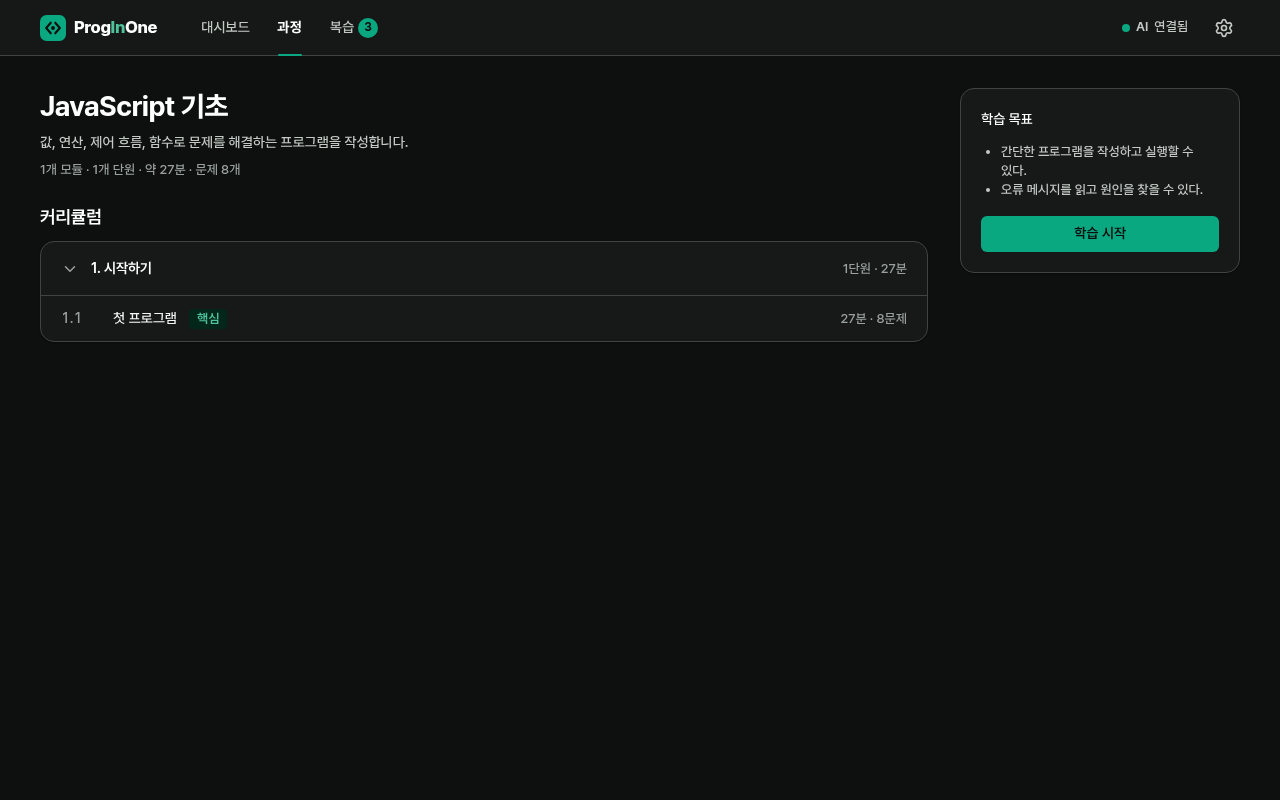 ProgInOne
대시보드
과정
복습 3
AI 연결됨
JavaScript 기초
값, 연산, 제어 흐름, 함수로 문제를 해결하는 프로그램을 작성합니다.
1개 모듈 · 1개 단원 · 약 27분 · 문제 8개
커리큘럼
1. 시작하기
1단원 · 27분
1.1 첫 프로그램 핵심
27분 · 8문제
학습 목표
• 간단한 프로그램을 작성하고 실행할 수
있다.
• 오류 메시지를 읽고 원인을 찾을 수 있다.
학습 시작